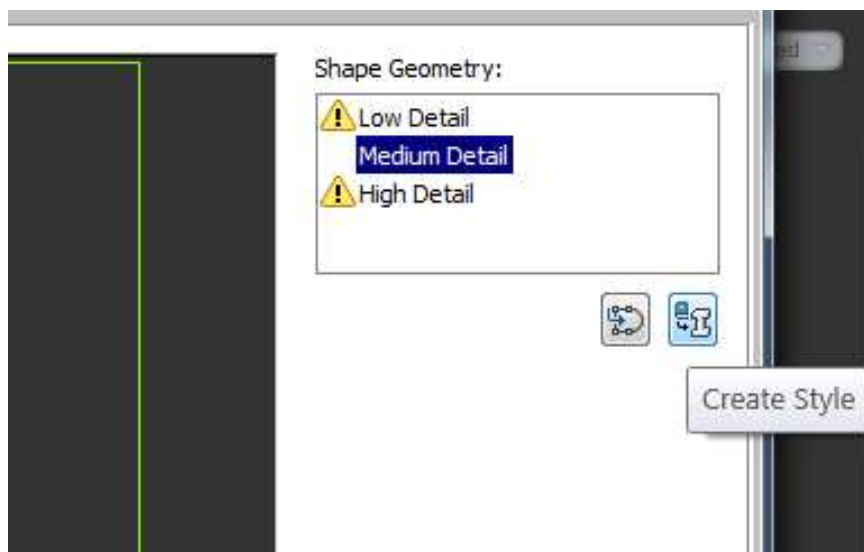 Shape Geometry:
Low Detail
Medium Detail
High Detail
Create Style